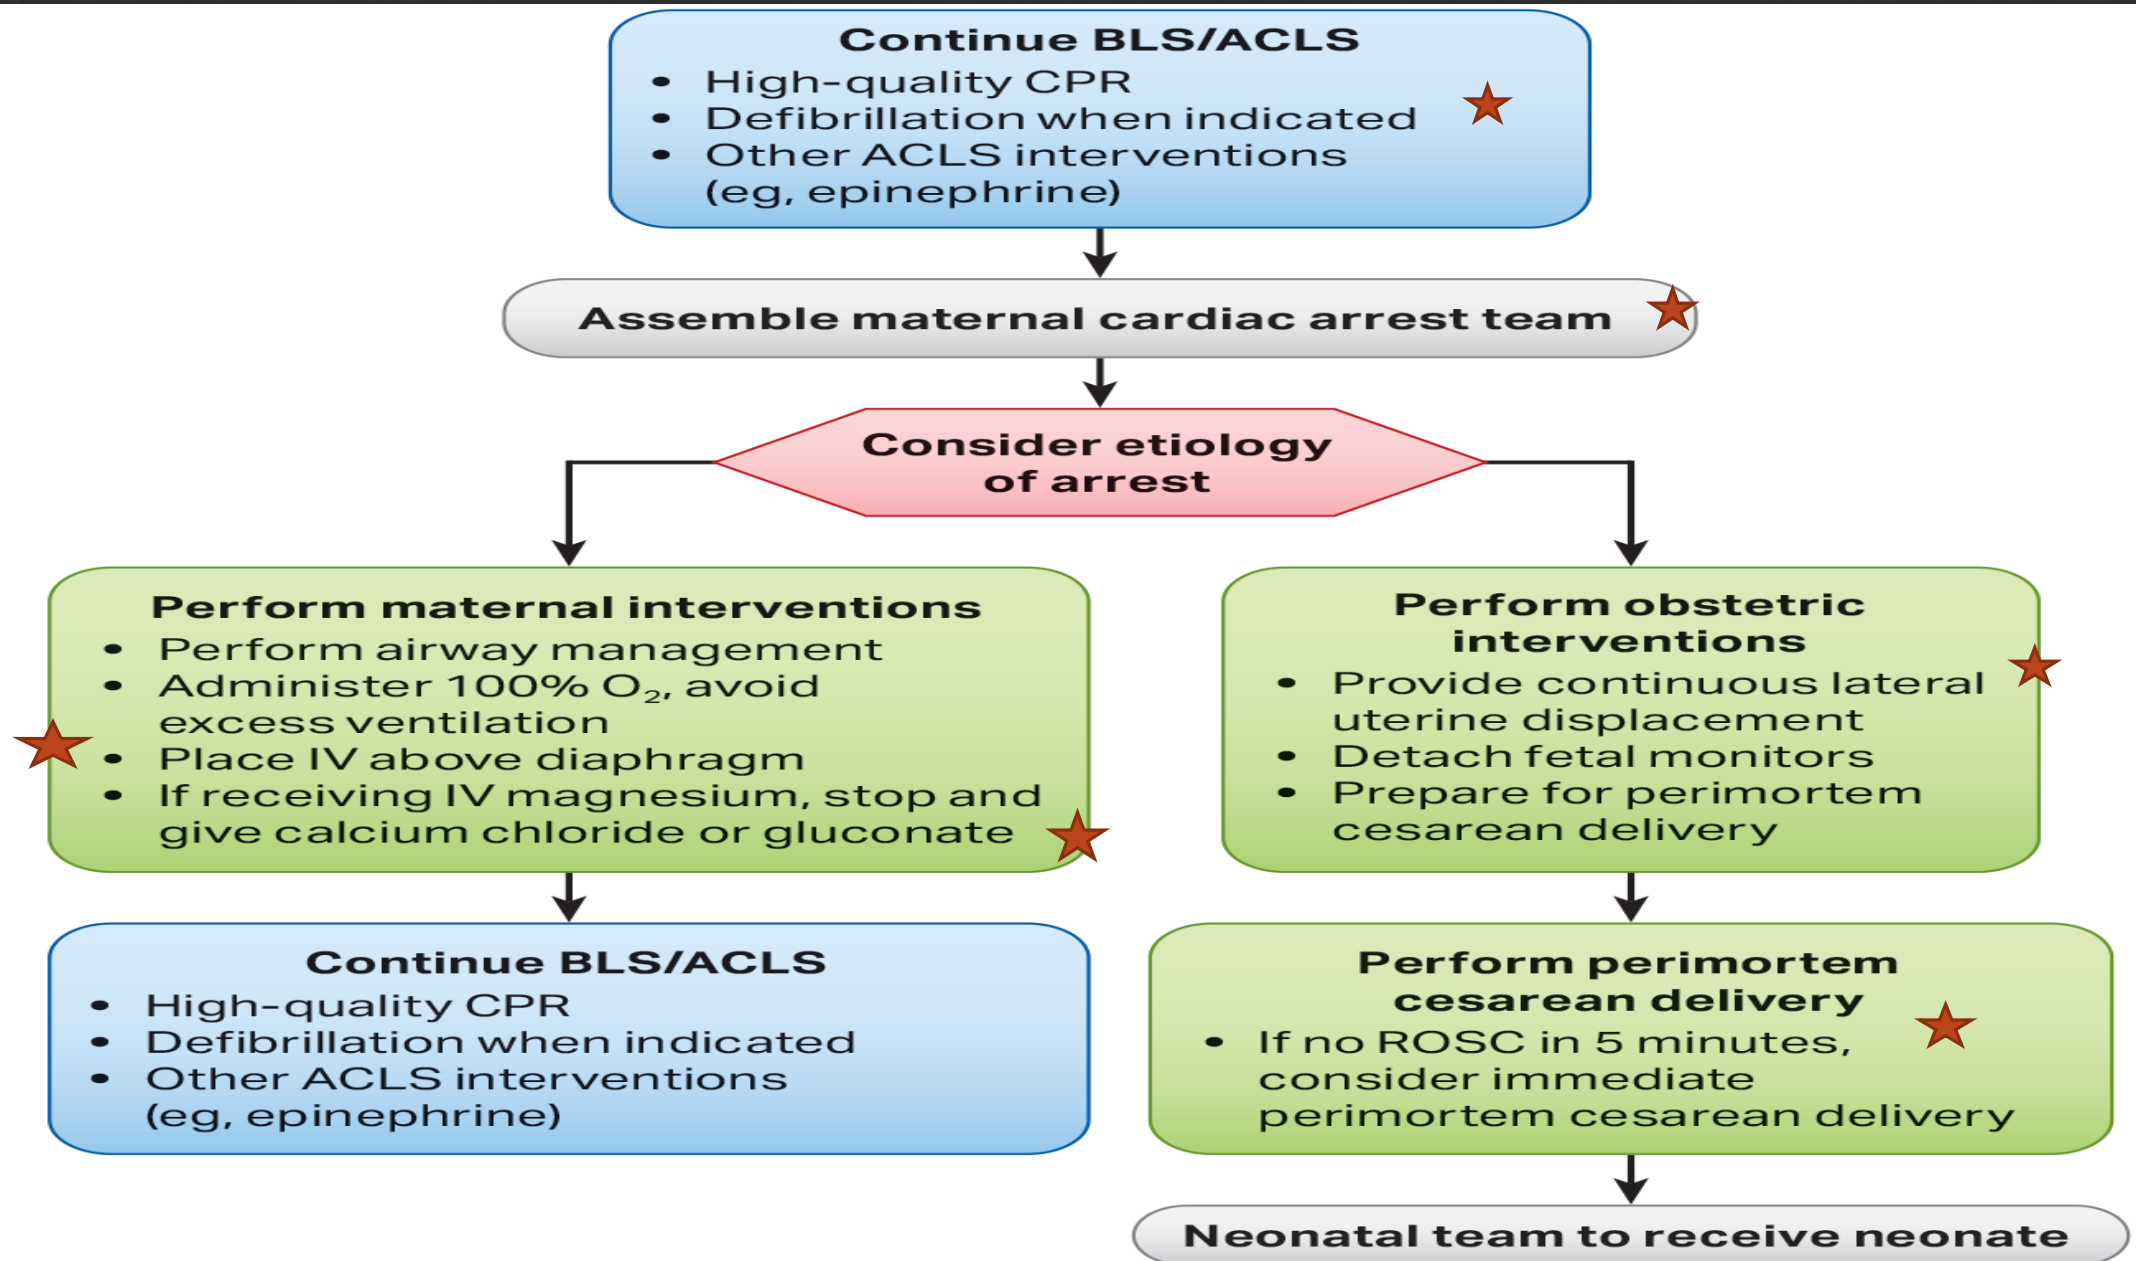 Continue BLS/ACLS
• High-quality CPR
• Defibrillation when indicated
• Other ACLS interventions
(eg, epinephrine)
Assemble maternal cardiac arrest team
Consider etiology
of arrest
Perform maternal interventions
• Perform airway management
• Administer 100% O₂, avoid
excess ventilation
• Place IV above diaphragm
• If receiving IV magnesium, stop and
give calcium chloride or gluconate
Continue BLS/ACLS
• High-quality CPR
• Defibrillation when indicated
• Other ACLS interventions
(eg, epinephrine)
Perform obstetric
interventions
• Provide continuous lateral
uterine displacement
• Detach fetal monitors
• Prepare for perimortem
cesarean delivery
Perform perimortem
cesarean delivery
• If no ROSC in 5 minutes,
consider immediate
perimortem cesarean delivery
Neonatal team to receive neonate